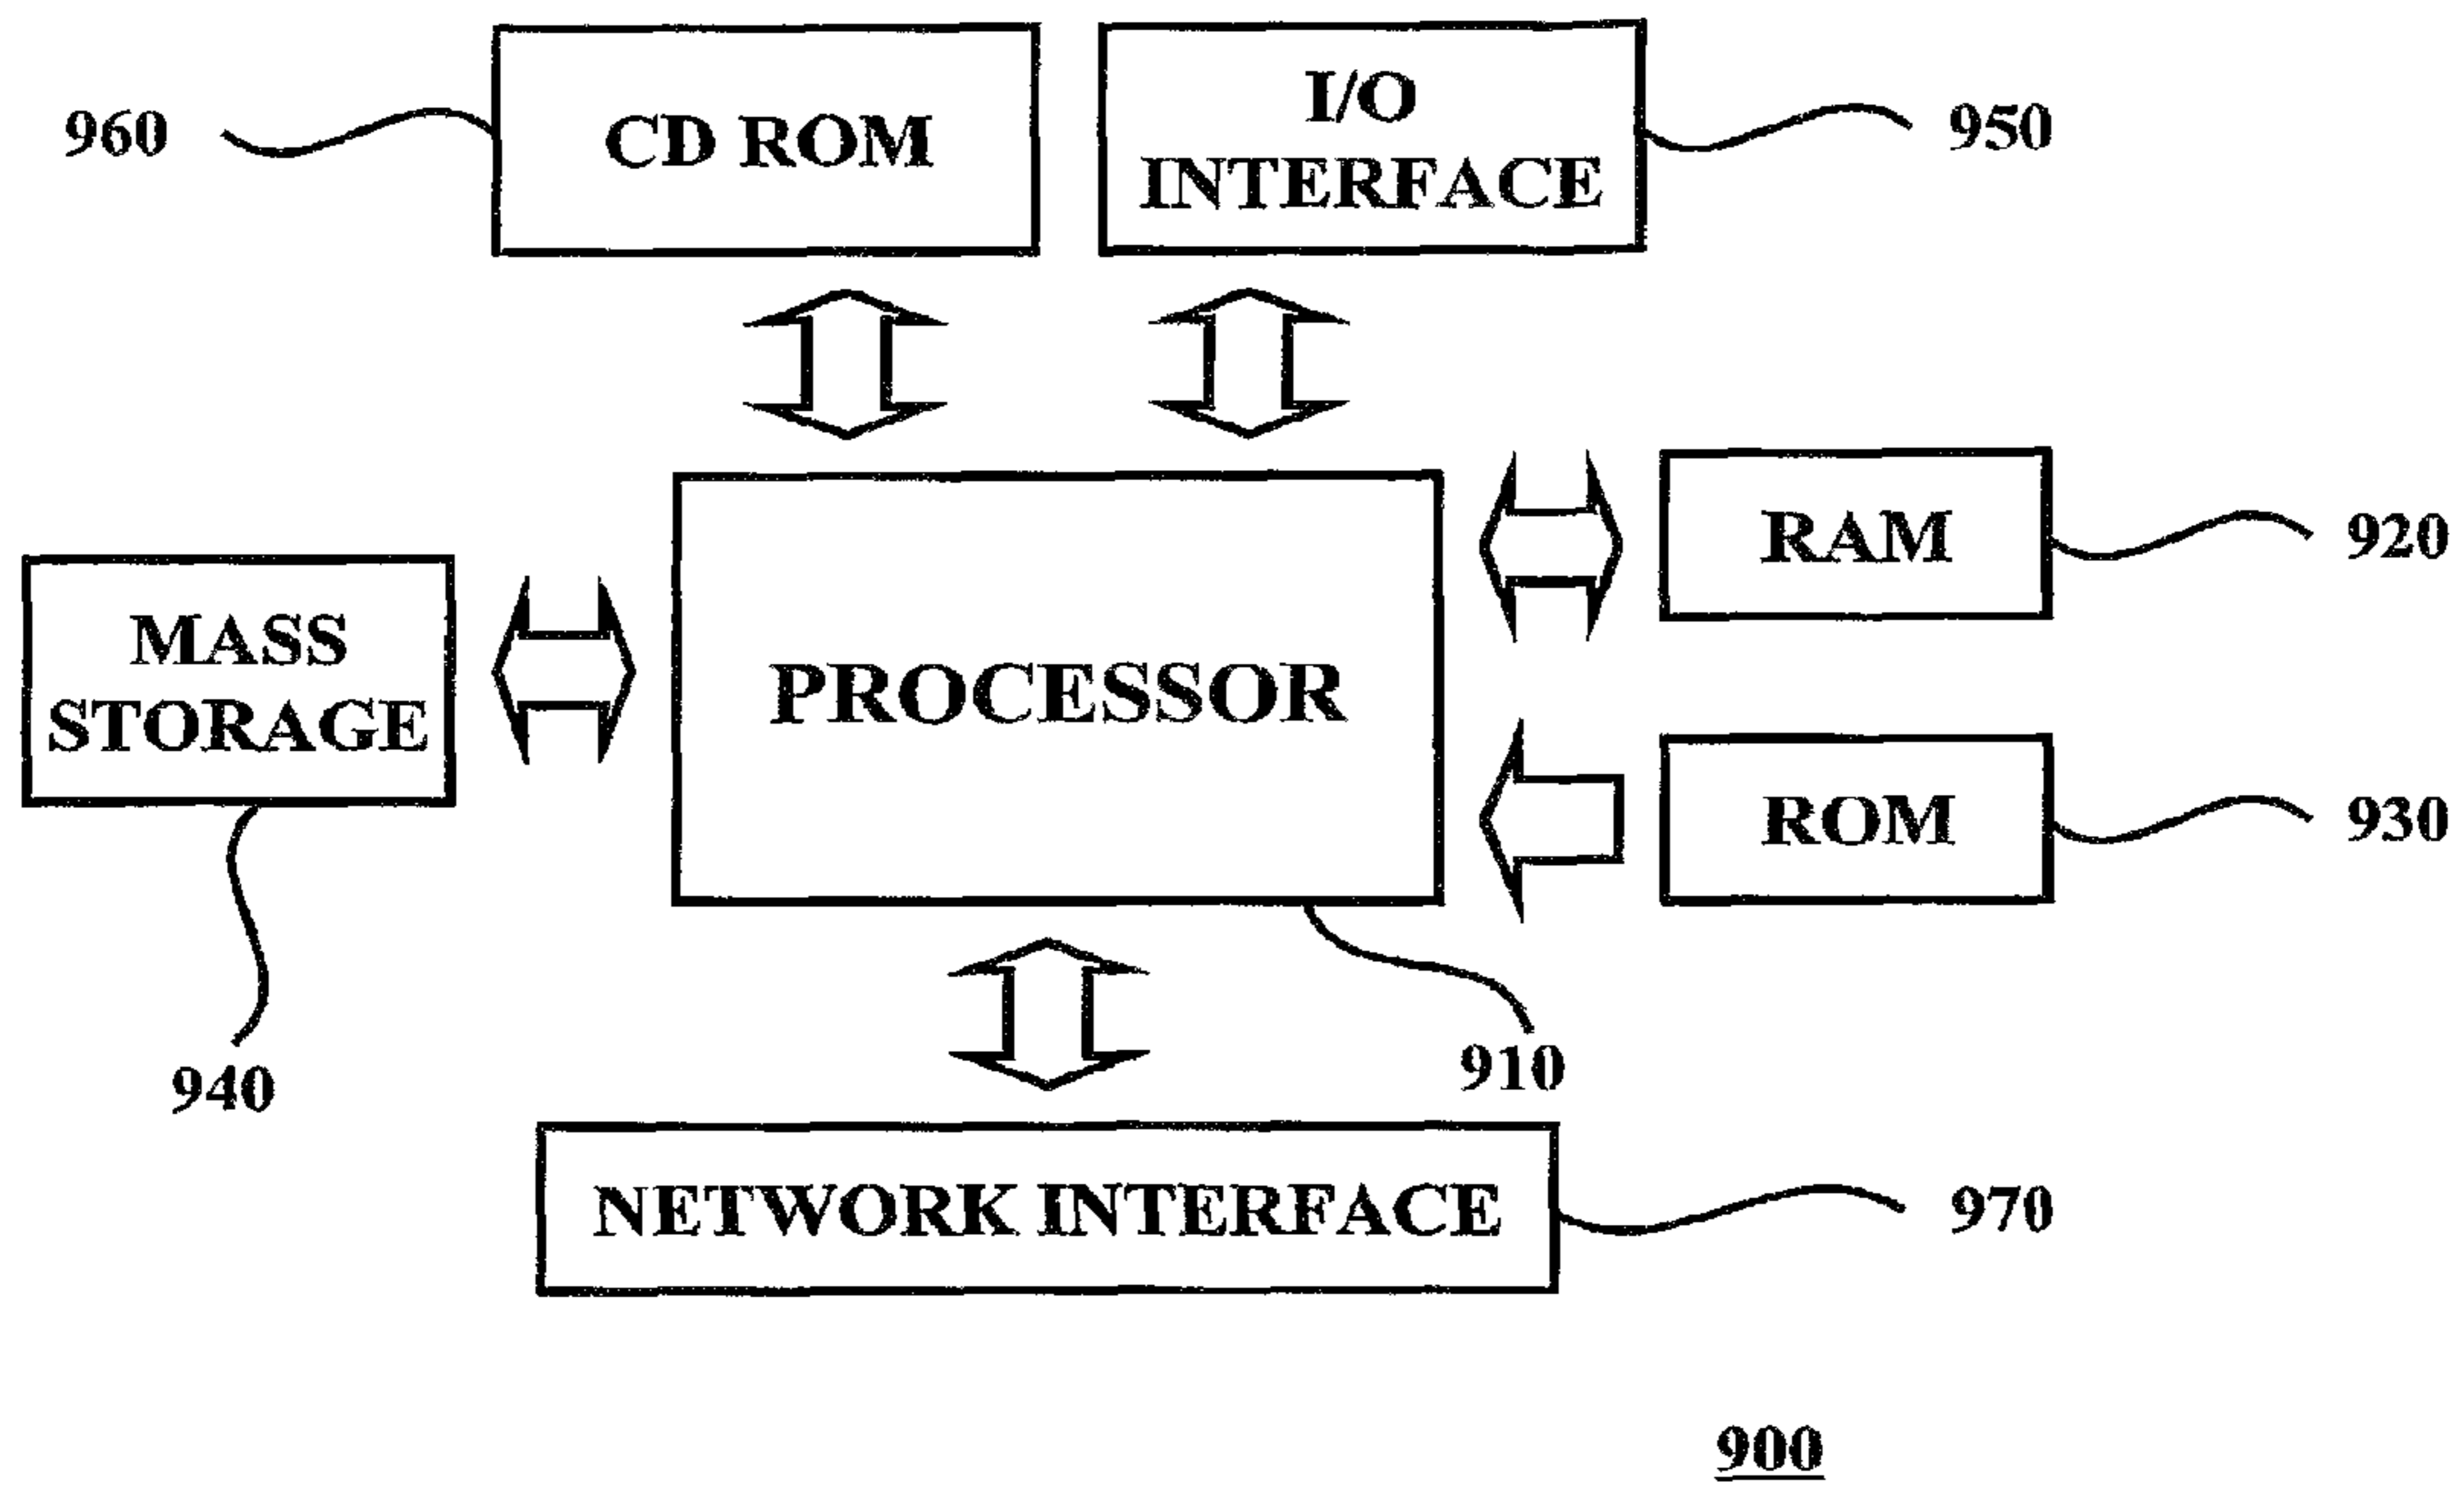 960
CD ROM
I/O
INTERFACE
950
RAM
920
MASS
STORAGE
PROCESSOR
ROM
930
940
910
NETWORK INTERFACE
970
900